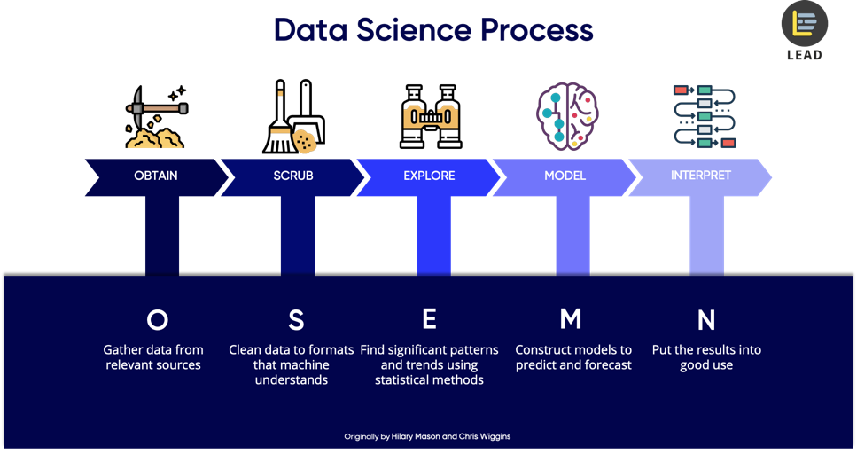 Data Science Process
LEAD
OBTAIN
SCRUB
EXPLORE
MODEL
INTERPRET
O
Gather data from
relevant sources
S
Clean data to formats
that machine
understands
E
Find significant patterns
and trends using
statistical methods
M
Construct models to
predict and forecast
N
Put the results into
good use
Originally by Hilary Mason and Chris Wiggins